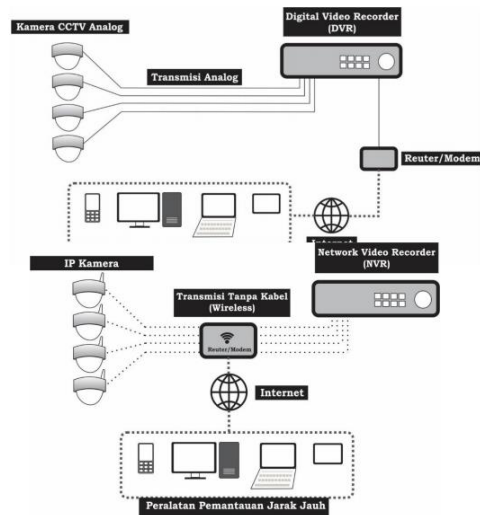 Kamera CCTV Analog
Digital Video Recorder
(DVR)
Transmisi Analog
Reuter/Modem
Internet
IP Kamera
Network Video Recorder
(NVR)
Transmisi Tanpa Kabel
(Wireless)
Reuter/Modem
Internet
Peralatan Pemantauan Jarak Jauh